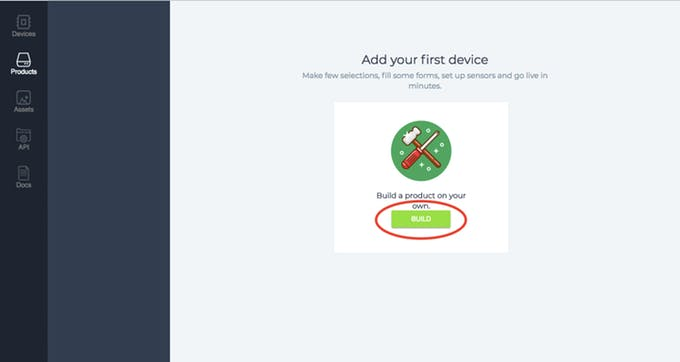 Devices
Products
Assets
API
Docs
Add your first device
Make few selections, fill some forms, set up sensors and go live in
minutes.
Build a product on your
own.
BUILD